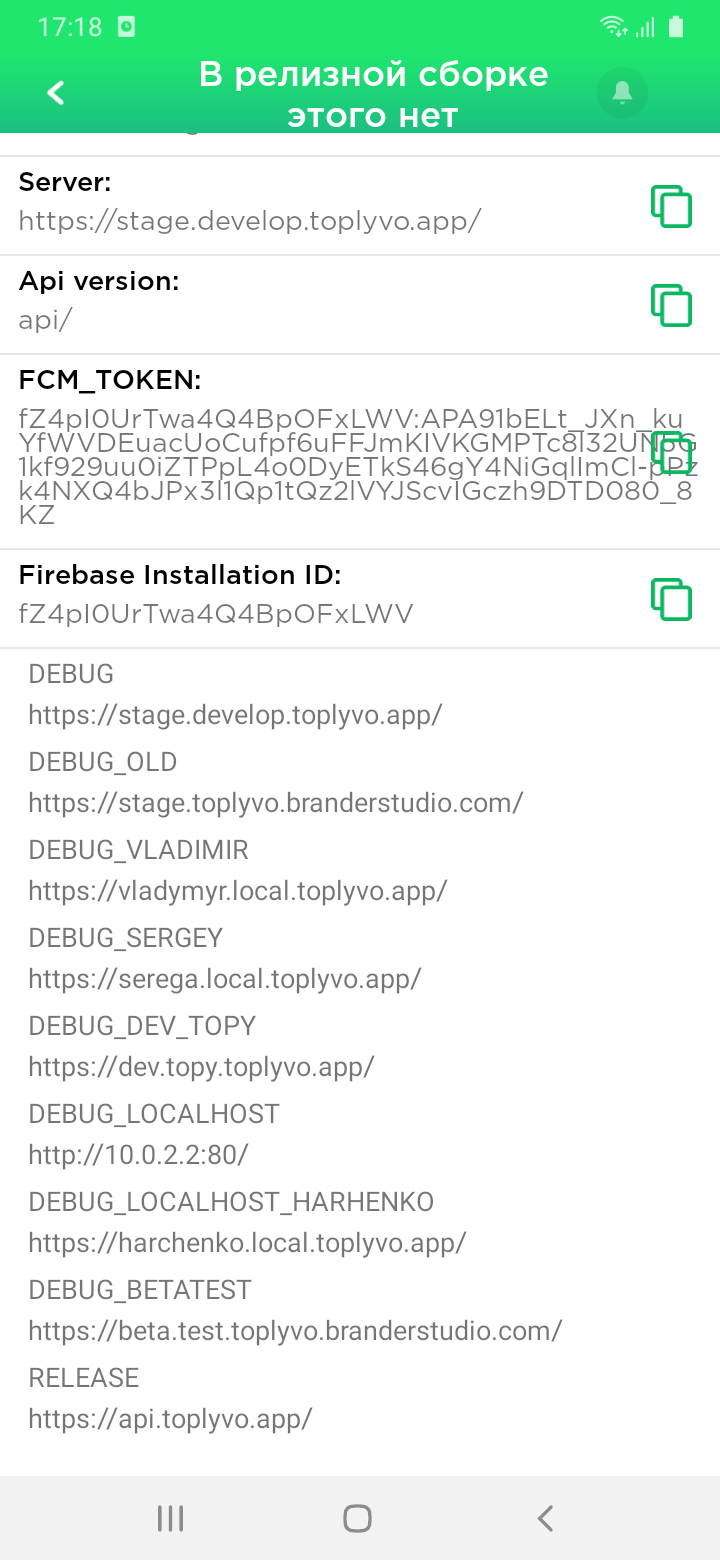 17:18
В релизной сборке
этого нет
Server:
https://stage.develop.toplyvo.app/
Api version:
api/
FCM_TOKEN:
fZ4pI0UrTwa4Q4BpOFxLWV:APA91bELt_JXn_ku
1kf929uu0iZTPpL4o0DyETkS46gY4NiGqlImCl-pPz
k4NXQ4bJPx3l1Qp1tQz2lVYJScvIGczh9DTD080_8
KZ
Firebase Installation ID:
fZ4pI0UrTwa4Q4BpOFxLWV
DEBUG
https://stage.develop.toplyvo.app/
DEBUG_OLD
https://stage.toplyvo.branderstudio.com/
DEBUG_VLADIMIR
https://vladymyr.local.toplyvo.app/
DEBUG_SERGEY
https://serega.local.toplyvo.app/
DEBUG_DEV_TOPY
https://dev.topy.toplyvo.app/
DEBUG_LOCALHOST
http://10.0.2.2:80/
DEBUG_LOCALHOST_HARHENKO
https://harchenko.local.toplyvo.app/
DEBUG_BETATEST
https://beta.test.toplyvo.branderstudio.com/
RELEASE
https://api.toplyvo.app/